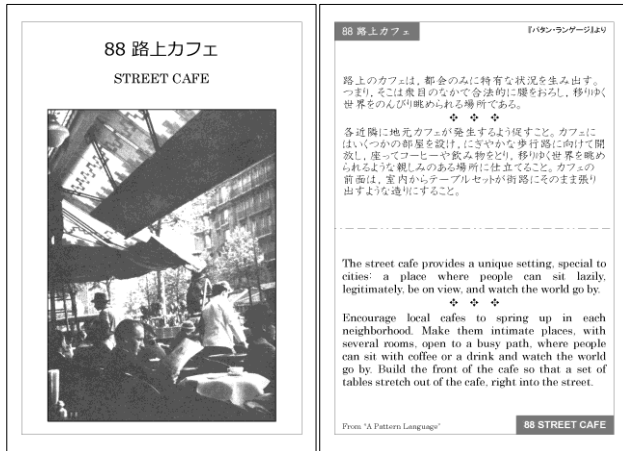 88 路上カフェ
STREET CAFE
88 路上カフェ
『パタン・ランゲージ』より
路上のカフェは，都会のみに特有な状況を生み出す。
つまり，そこは衆目のなかで合法的に腰をおろし，移りゆく
世界をのんびり眺められる場所である。
❖ ❖ ❖
各近隣に地元カフェが発生するよう促すこと。カフェに
はいくつかの部屋を設け，にぎやかな歩行路に向けて開
放し，座ってコーヒーや飲み物をとり，移りゆく世界を眺め
られるような親しみのある場所に仕立てること。カフェの
前面は，室内からテーブルセットが街路にそのまま張り
出すような造りにすること。
The street cafe provides a unique setting, special to
cities: a place where people can sit lazily,
legitimately, be on view, and watch the world go by.
❖ ❖ ❖
Encourage local cafes to spring up in each
neighborhood. Make them intimate places, with
several rooms, open to a busy path, where people
can sit with coffee or a drink and watch the world
go by. Build the front of the cafe so that a set of
tables stretch out of the cafe, right into the street.
From "A Pattern Language"
88 STREET CAFE